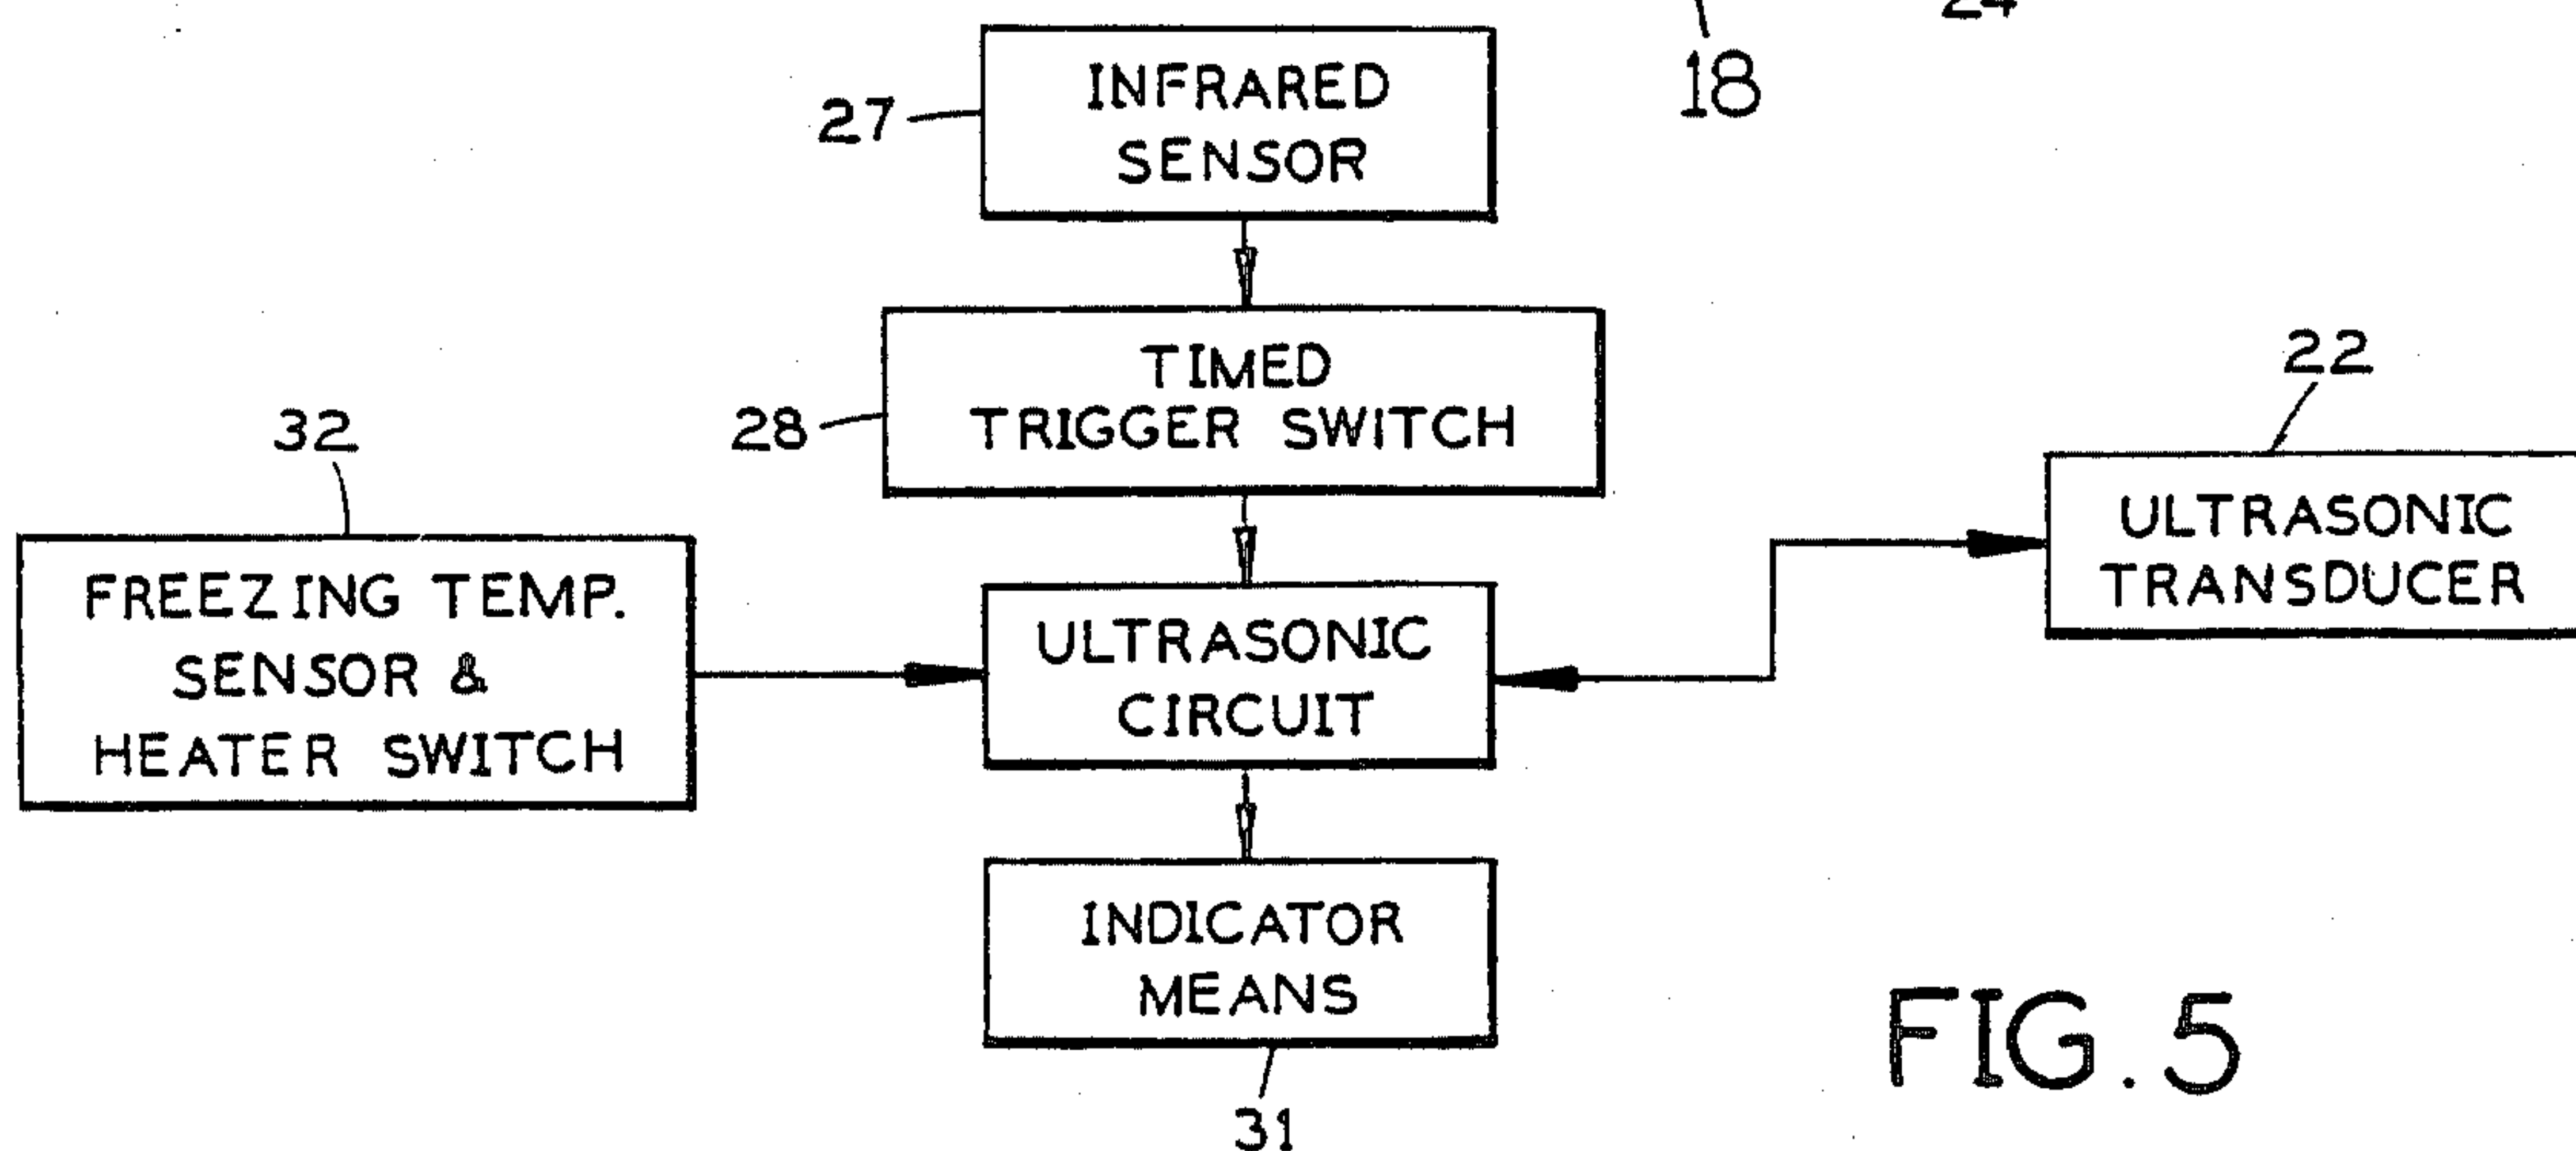 24
18
INFRARED
SENSOR
27
TIMED
TRIGGER SWITCH
28
22
ULTRASONIC
TRANSDUCER
32
FREEZING TEMP.
SENSOR &
HEATER SWITCH
ULTRASONIC
CIRCUIT
INDICATOR
MEANS
31
FIG. 5